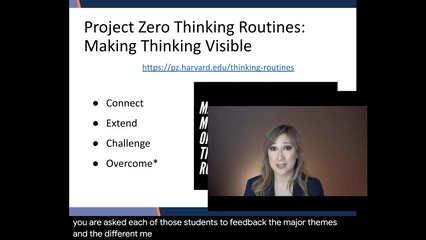 Project Zero Thinking Routines:
Making Thinking Visible
https://pz.harvard.edu/thinking-routines
● Connect
● Extend
● Challenge
● Overcome*
you are asked each of those students to feedback the major themes
and the different me